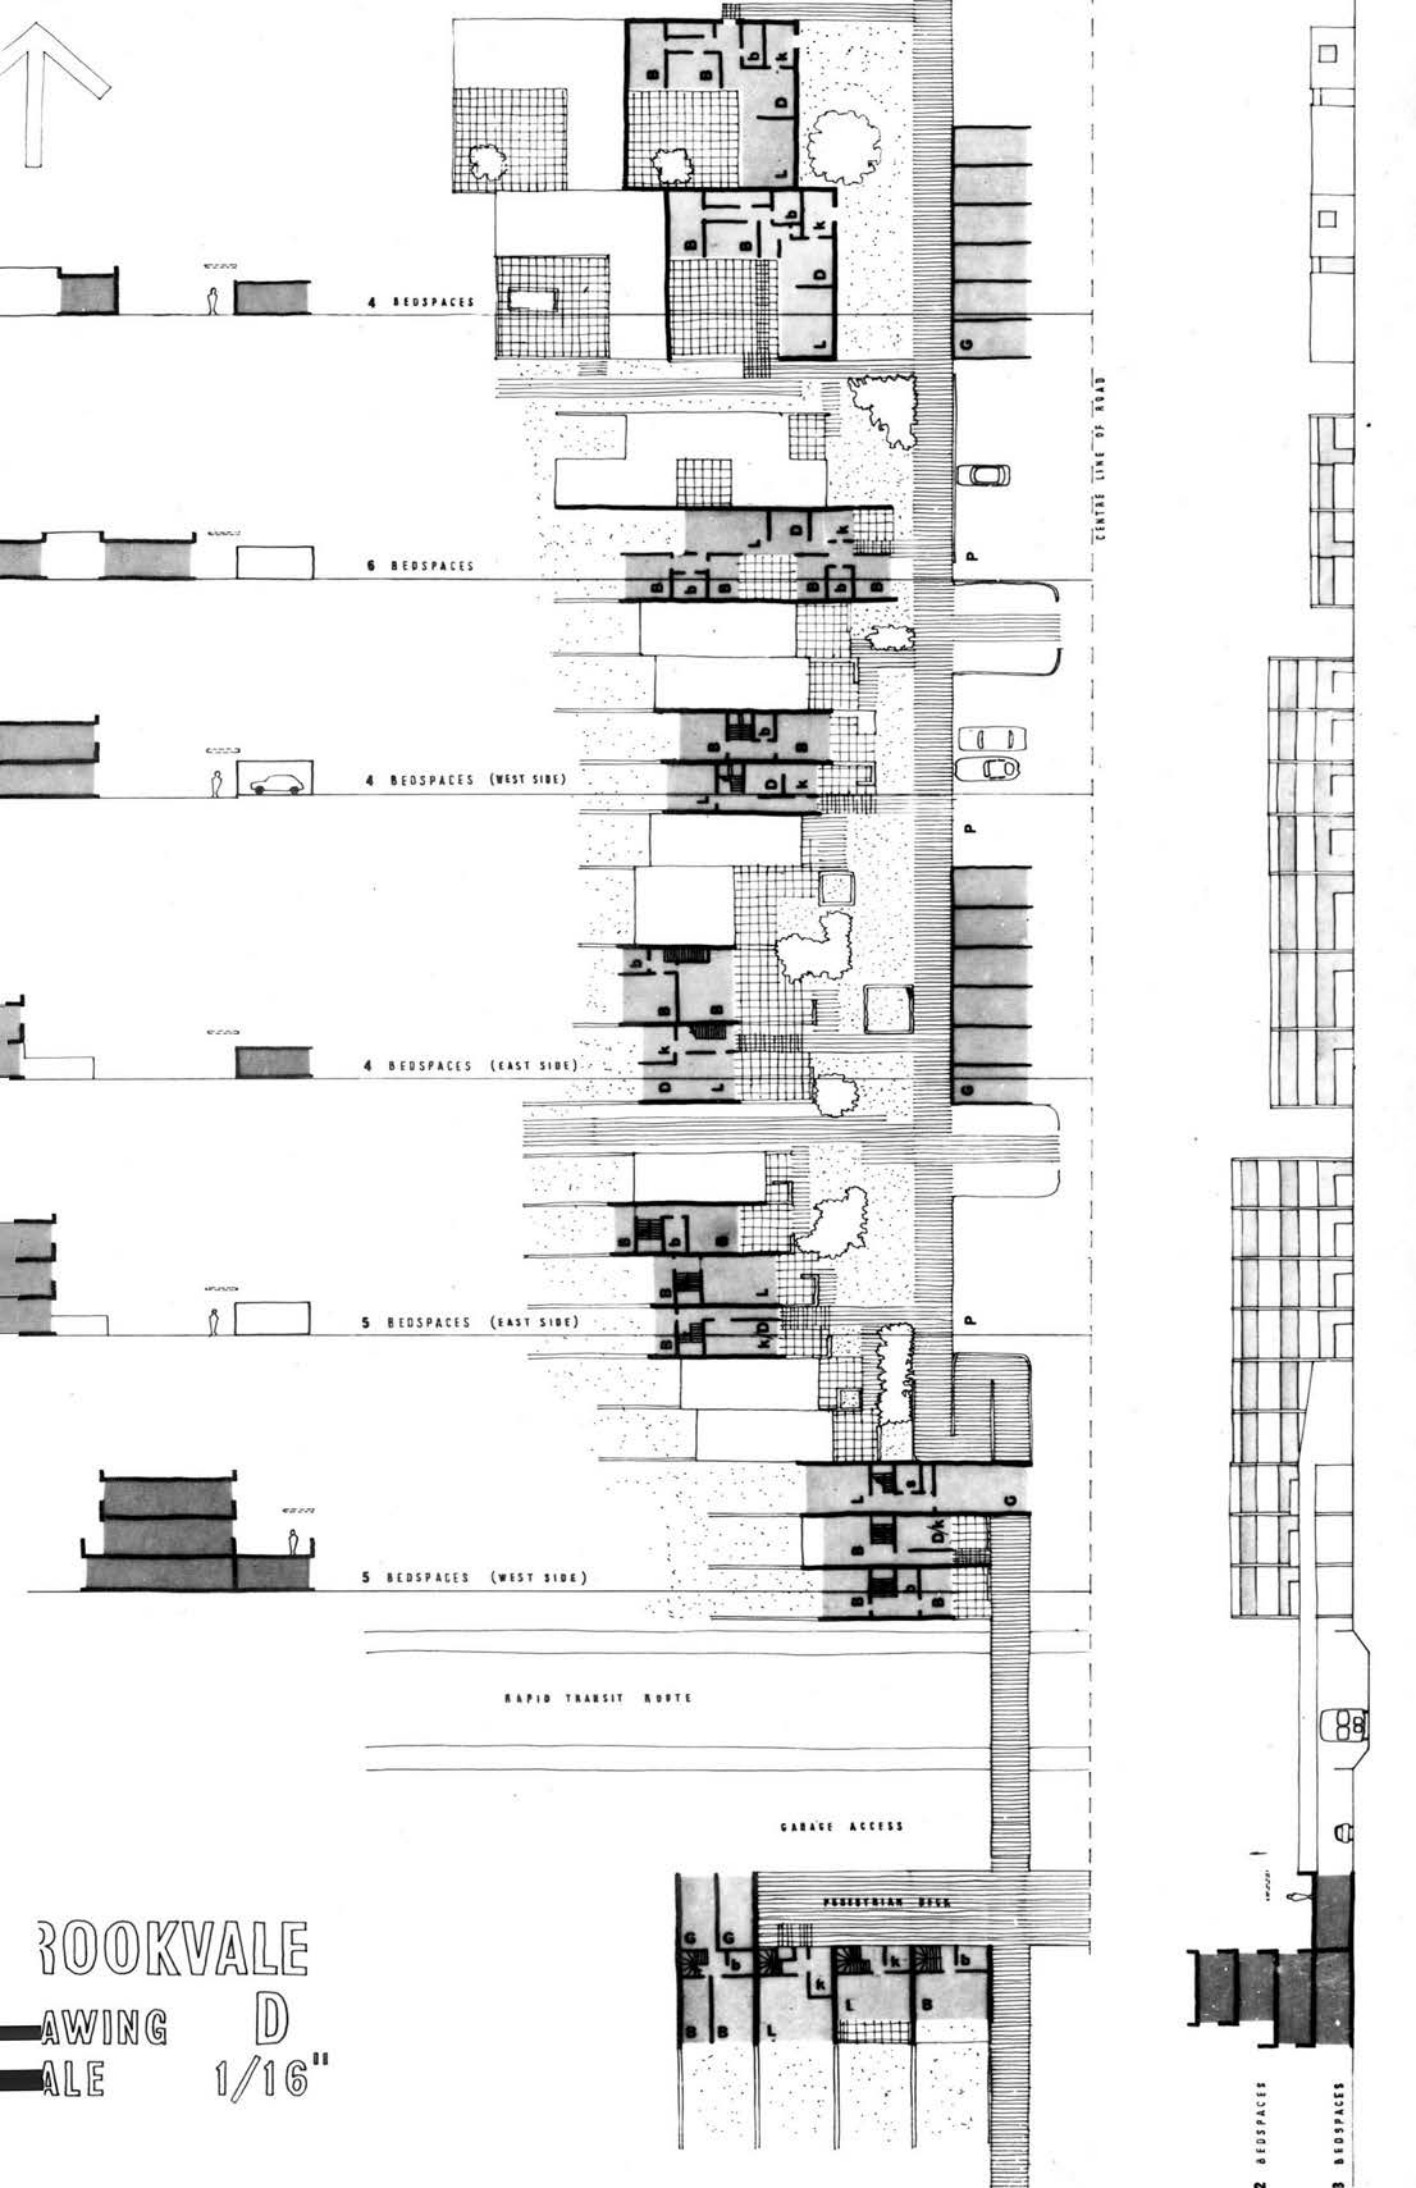 B
B
b
k
D
L
B
B
b
k
D
L
G
4 BEDSPACES
CENTRE LINE OF ROAD
L
D
k
B
b
B
B
b
B
P
6 BEDSPACES
B
b
B
L
D
k
4 BEDSPACES (WEST SIDE)
P
b
B
B
k
D
L
4 BEDSPACES (EAST SIDE)
G
B
b
B
B
L
B
k/D
5 BEDSPACES (EAST SIDE)
P
L
G
B
D/k
B
b
B
5 BEDSPACES (WEST SIDE)
RAPID TRANSIT ROUTE
GARAGE ACCESS
PEDESTRIAN DECK
G
G
b
k
k
b
B
B
L
L
B
ROOKVALE
AWING D
ALE 1/16"
2 BEDSPACES
3 BEDSPACES